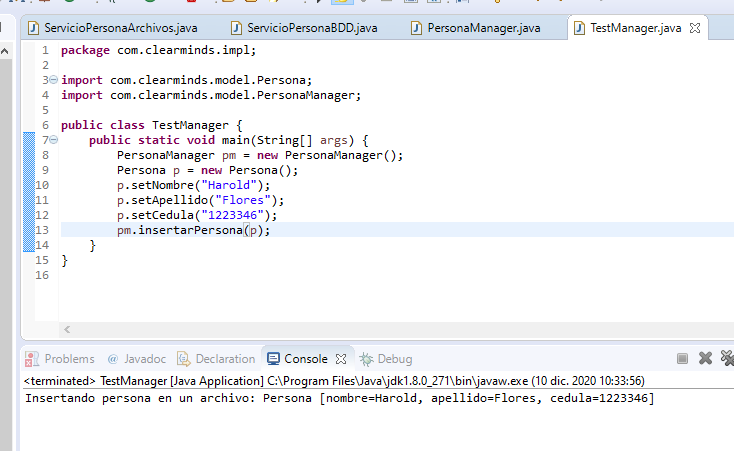 ServicioPersonaArchivos.java ServicioPersonaBDD.java PersonaManager.java TestManager.java
1 package com.clearminds.impl;
2
3 import com.clearminds.model.Persona;
4 import com.clearminds.model.PersonaManager;
5
6 public class TestManager {
7 public static void main(String[] args) {
8 PersonaManager pm = new PersonaManager();
9 Persona p = new Persona();
10 p.setNombre("Harold");
11 p.setApellido("Flores");
12 p.setCedula("1223346");
13 pm.insertarPersona(p);
14 }
15 }
16
Problems @ Javadoc Declaration Console Debug
<terminated> TestManager [Java Application] C:\Program Files\Java\jdk1.8.0_271\bin\javaw.exe (10 dic. 2020 10:33:56)
Insertando persona en un archivo: Persona [nombre=Harold, apellido=Flores, cedula=1223346]